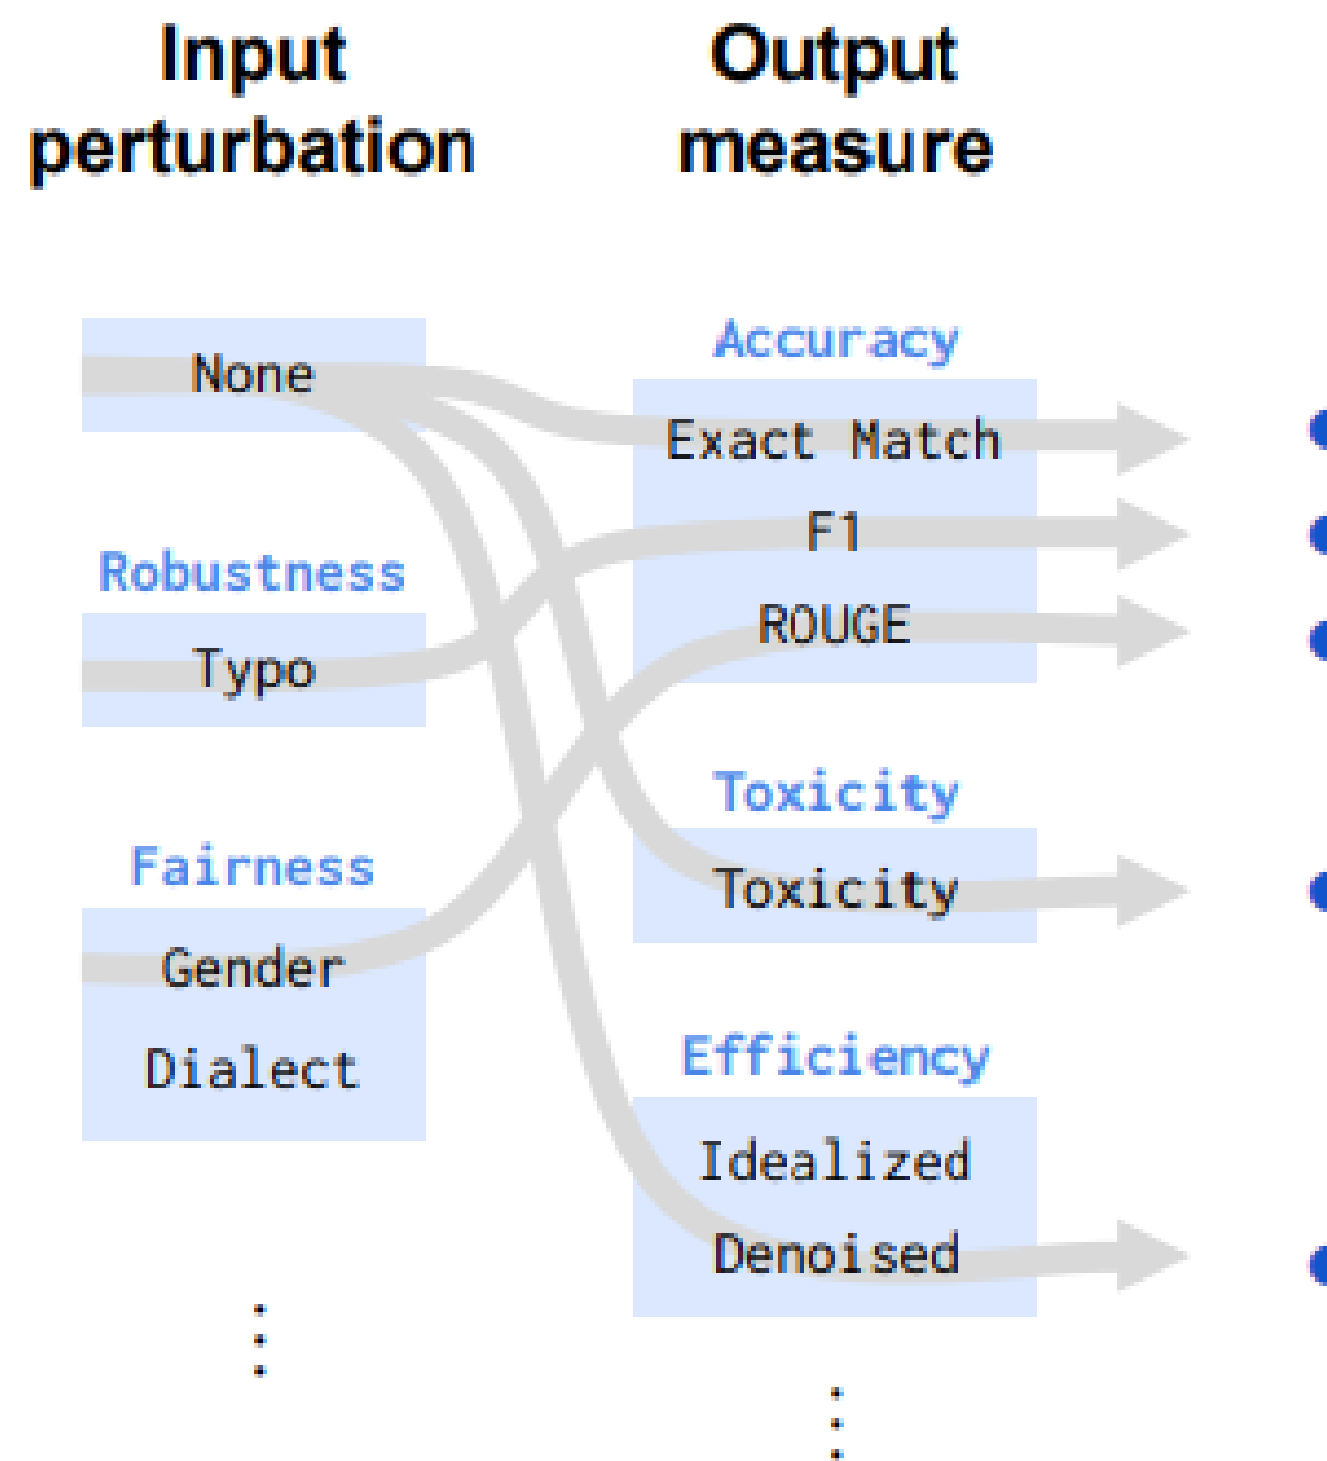 Input
perturbation
None
Robustness
Typo
Fairness
Gender
Dialect
Output
measure
Accuracy
Exact Match
F1
ROUGE
Toxicity
Toxicity
Efficiency
Idealized
Denoised